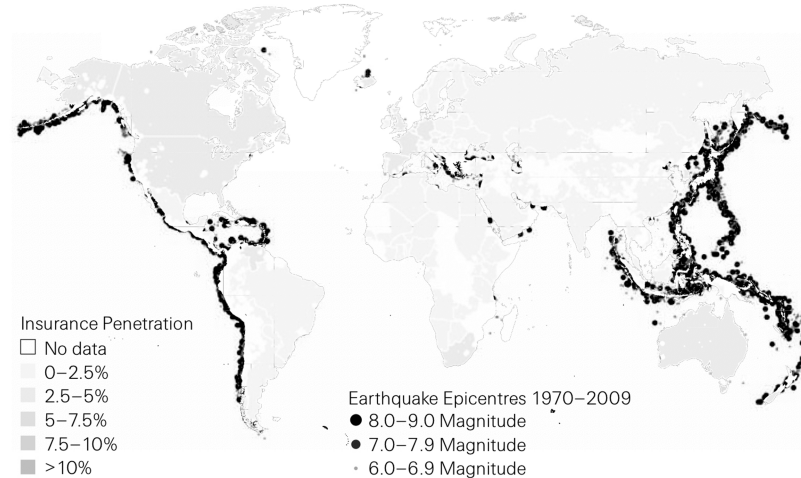 Insurance Penetration
No data
0–2.5%
2.5–5%
5–7.5%
7.5–10%
>10%
Earthquake Epicentres 1970–2009
8.0–9.0 Magnitude
7.0–7.9 Magnitude
6.0–6.9 Magnitude